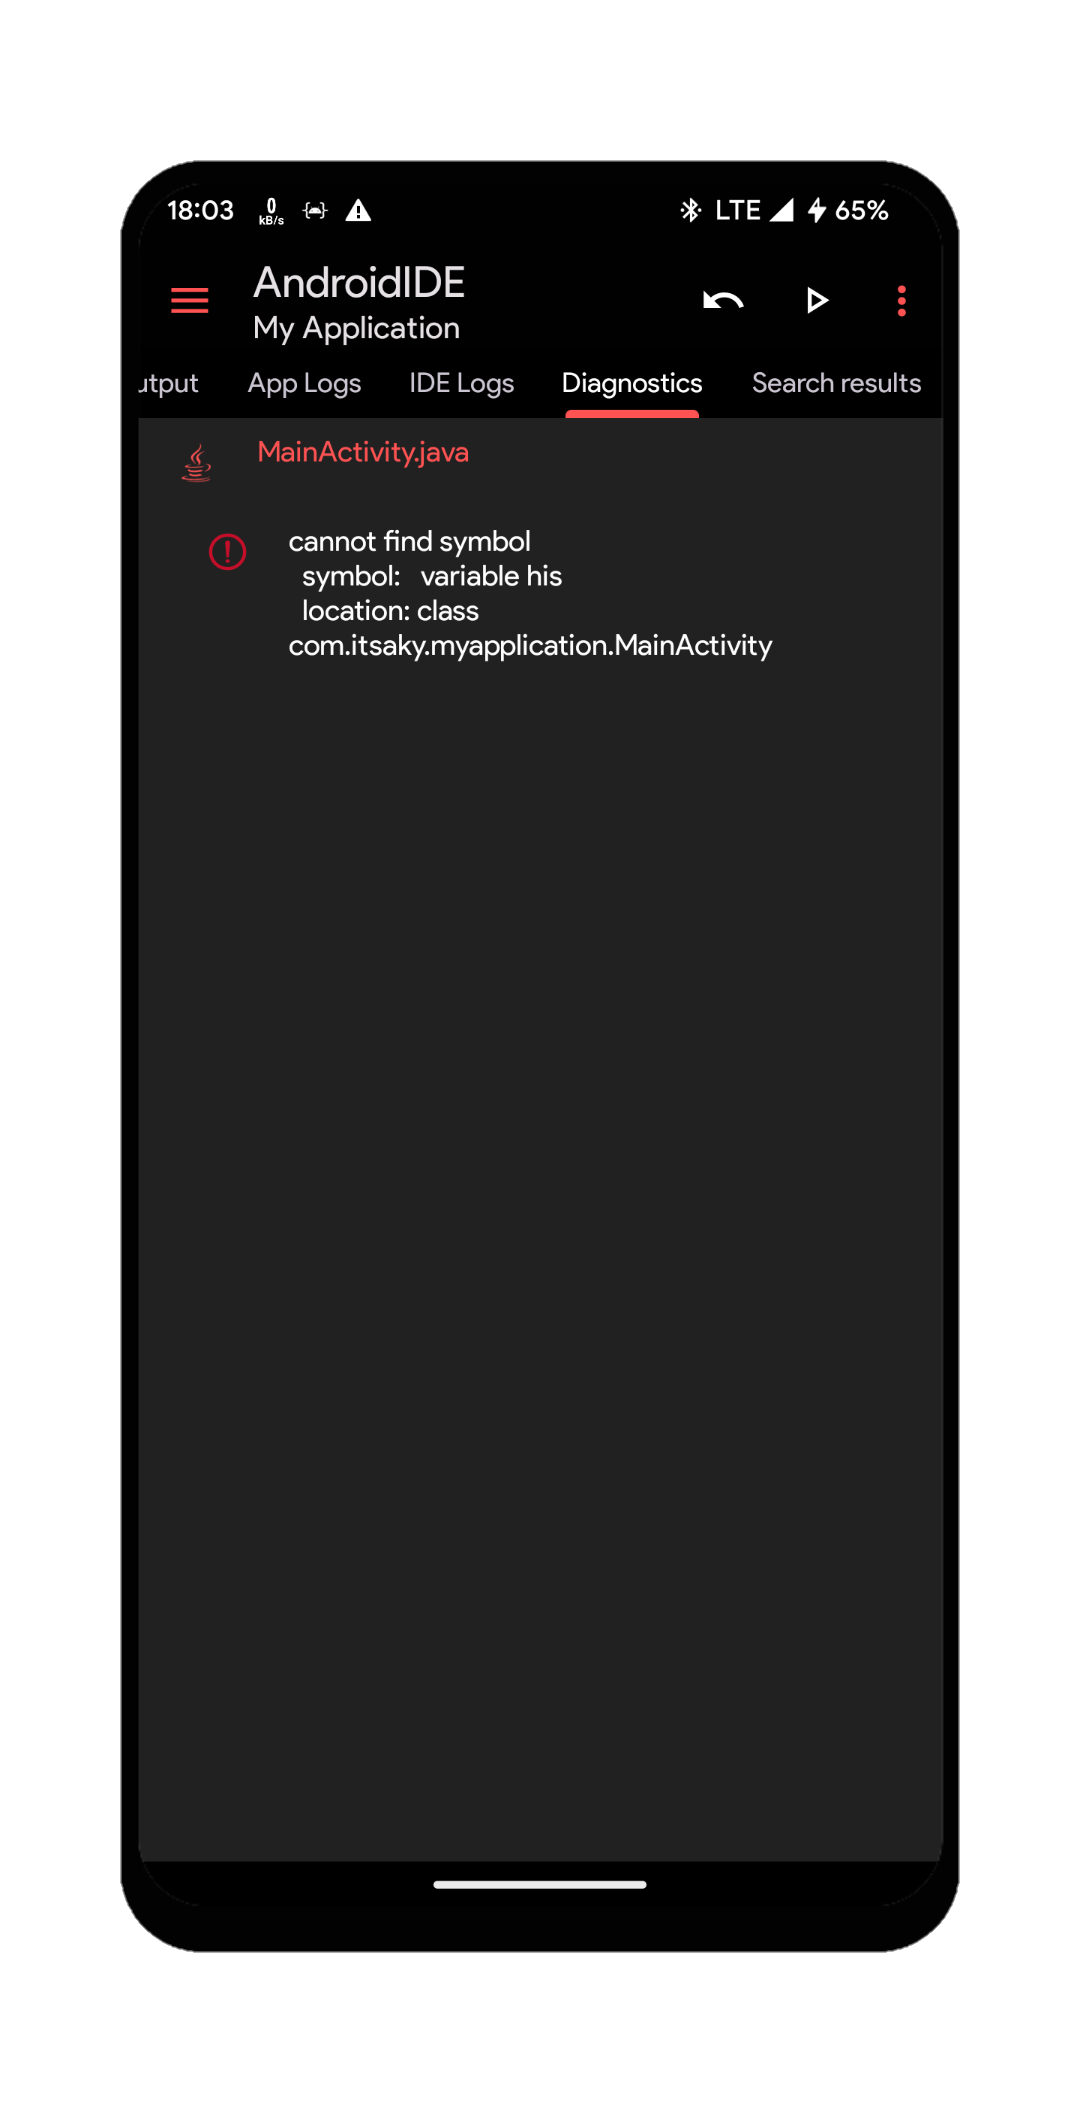 18:03 0 kB/s LTE 65%
AndroidIDE
My Application
utput App Logs IDE Logs Diagnostics Search results
MainActivity.java
cannot find symbol
symbol: variable his
location: class
com.itsaky.myapplication.MainActivity